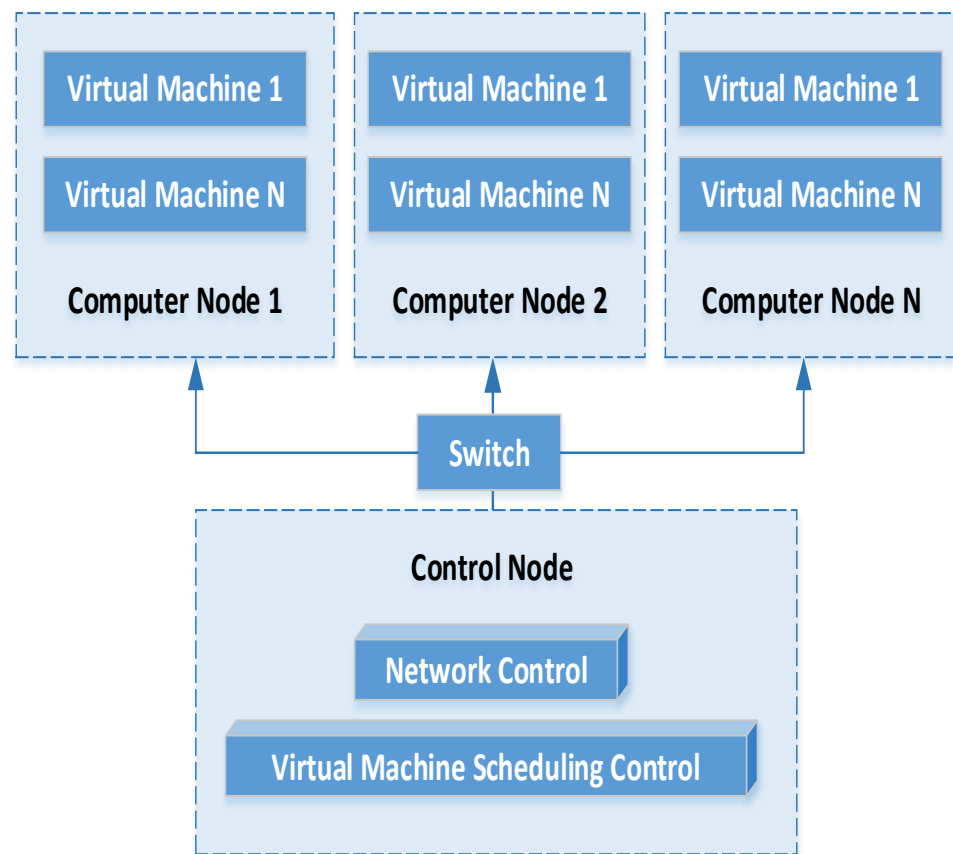 Virtual Machine 1
Virtual Machine N
Computer Node 1
Virtual Machine 1
Virtual Machine N
Computer Node 2
Virtual Machine 1
Virtual Machine N
Computer Node N
Switch
Control Node
Network Control
Virtual Machine Scheduling Control